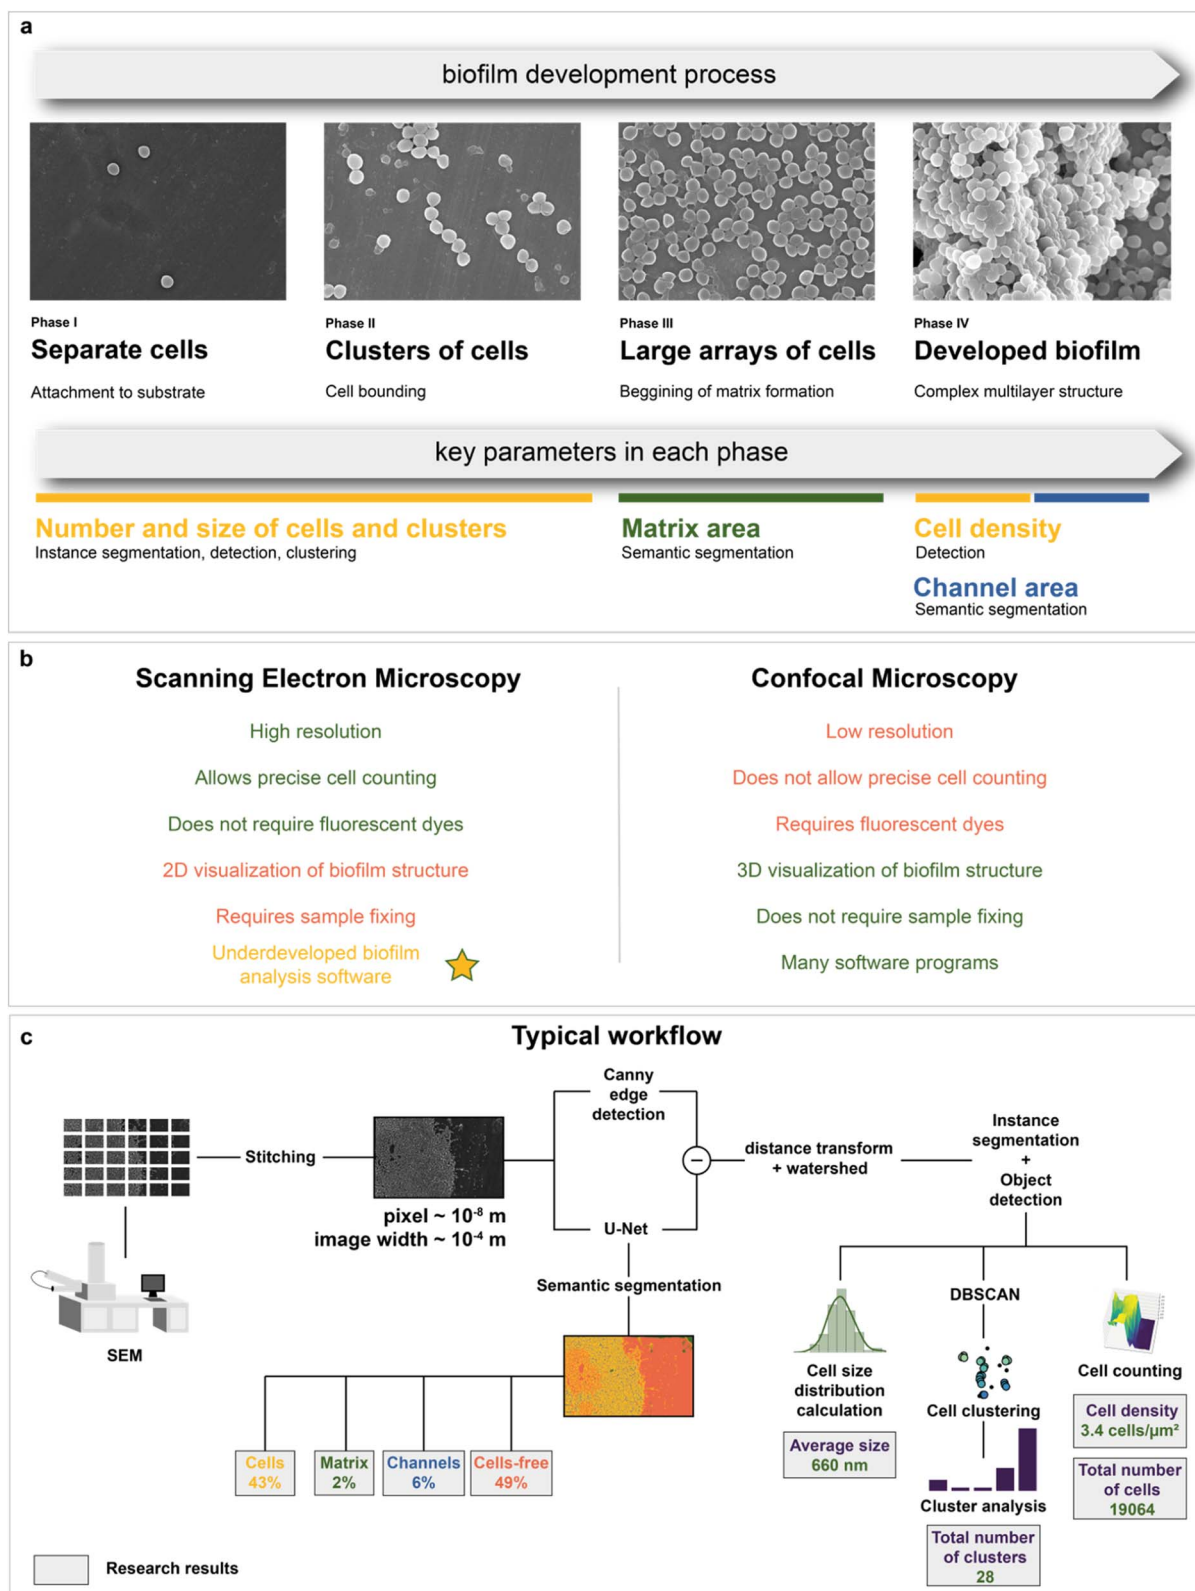 a
biofilm development process
Phase I
Separate cells
Attachment to substrate
Phase II
Clusters of cells
Cell bounding
Phase III
Large arrays of cells
Beggining of matrix formation
Phase IV
Developed biofilm
Complex multilayer structure
key parameters in each phase
Number and size of cells and clusters
Instance segmentation, detection, clustering
Matrix area
Semantic segmentation
Cell density
Detection
Channel area
Semantic segmentation
b
Scanning Electron Microscopy
High resolution
Allows precise cell counting
Does not require fluorescent dyes
2D visualization of biofilm structure
Requires sample fixing
Underdeveloped biofilm
analysis software
Confocal Microscopy
Low resolution
Does not allow precise cell counting
Requires fluorescent dyes
3D visualization of biofilm structure
Does not require sample fixing
Many software programs
c
Typical workflow
SEM
Stitching
pixel ~ 10⁻⁸ m
image width ~ 10⁻⁴ m
Canny
edge
detection
U-Net
−
distance transform
+ watershed
Instance
segmentation
+
Object
detection
Semantic segmentation
Cells
43%
Matrix
2%
Channels
6%
Cells-free
49%
Cell size
distribution
calculation
Average size
660 nm
DBSCAN
Cell clustering
Cluster analysis
Total number
of clusters
28
Cell counting
Cell density
3.4 cells/µm²
Total number
of cells
19064
Research results